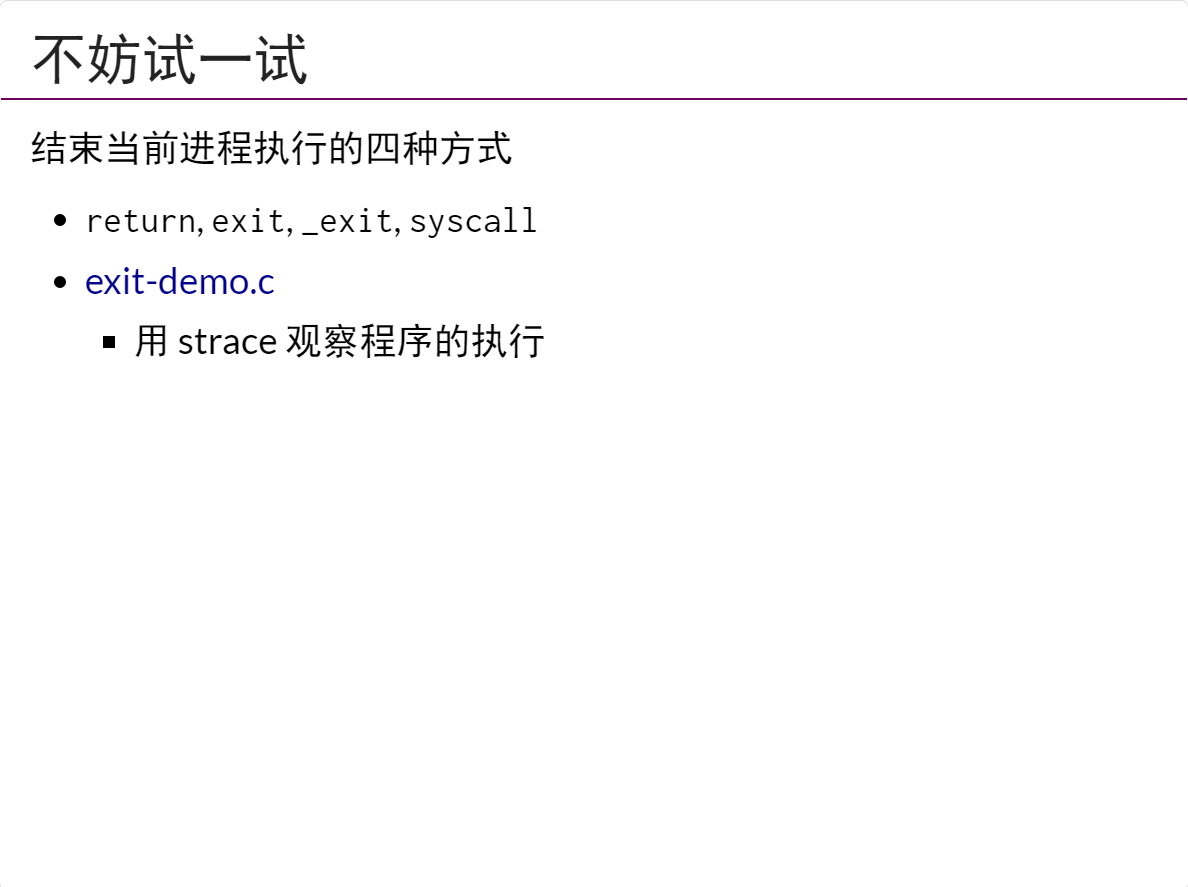 不妨试一试
结束当前进程执行的四种方式
return, exit, _exit, syscall
exit-demo.c
用 strace 观察程序的执行